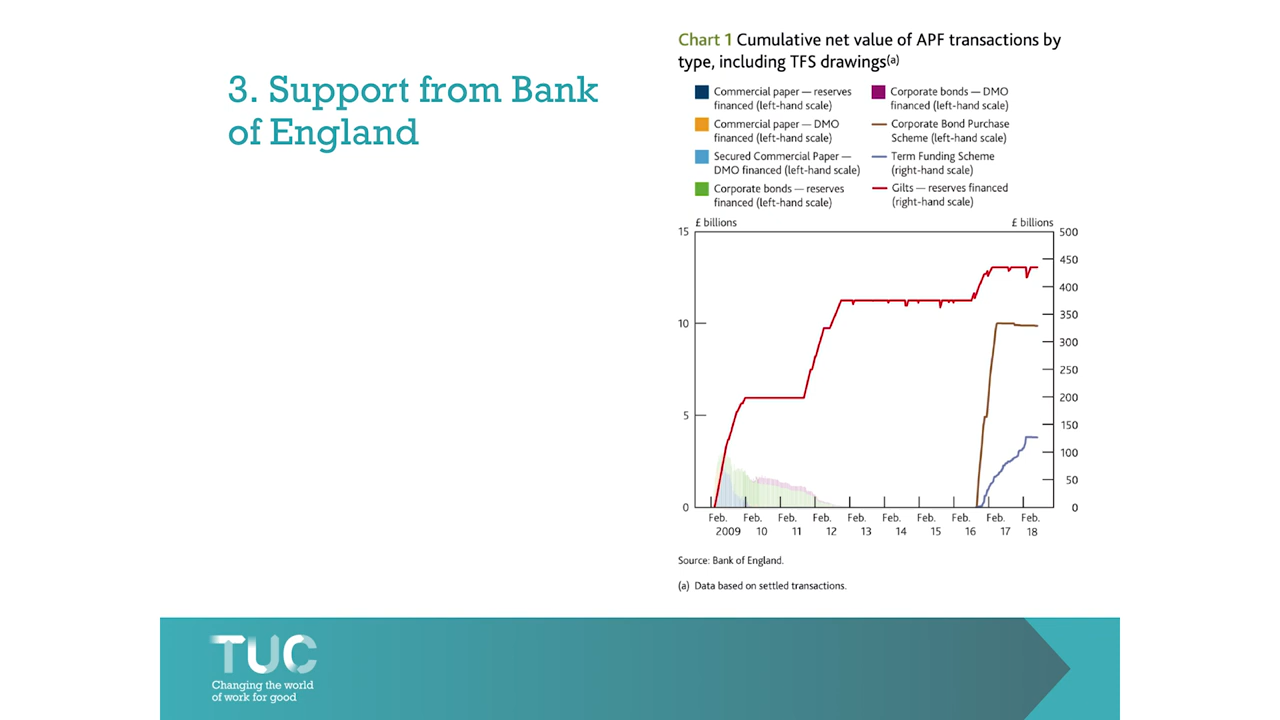 3. Support from Bank
of England
Chart 1 Cumulative net value of APF transactions by
type, including TFS drawings(a)
Commercial paper — reserves
financed (left-hand scale)
Commercial paper — DMO
financed (left-hand scale)
Secured Commercial Paper —
DMO financed (left-hand scale)
Corporate bonds — reserves
financed (left-hand scale)
Corporate bonds — DMO
financed (left-hand scale)
Corporate Bond Purchase
Scheme (left-hand scale)
Term Funding Scheme
(right-hand scale)
Gilts — reserves financed
(right-hand scale)
£ billions
£ billions
15
10
5
0
500
450
400
350
300
250
200
150
100
50
0
Feb. Feb. Feb. Feb. Feb. Feb. Feb. Feb. Feb. Feb.
2009 10 11 12 13 14 15 16 17 18
Source: Bank of England.
(a) Data based on settled transactions.
TUC
Changing the world
of work for good